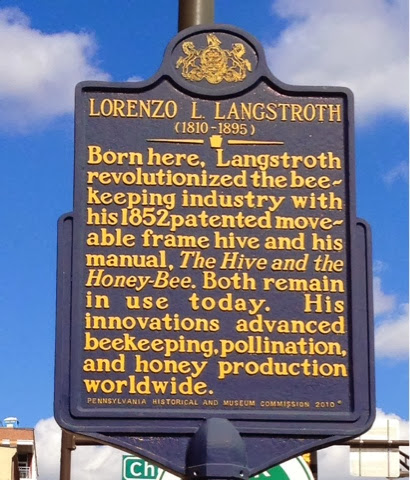 LORENZO L. LANGSTROTH
(1810-1895)
Born here, Langstroth
revolutionized the bee-
keeping industry with
his 1852 patented move-
able frame hive and his
manual, The Hive and the
Honey-Bee. Both remain
in use today. His
innovations advanced
beekeeping, pollination,
and honey production
worldwide.
PENNSYLVANIA HISTORICAL AND MUSEUM COMMISSION 2010
Ch